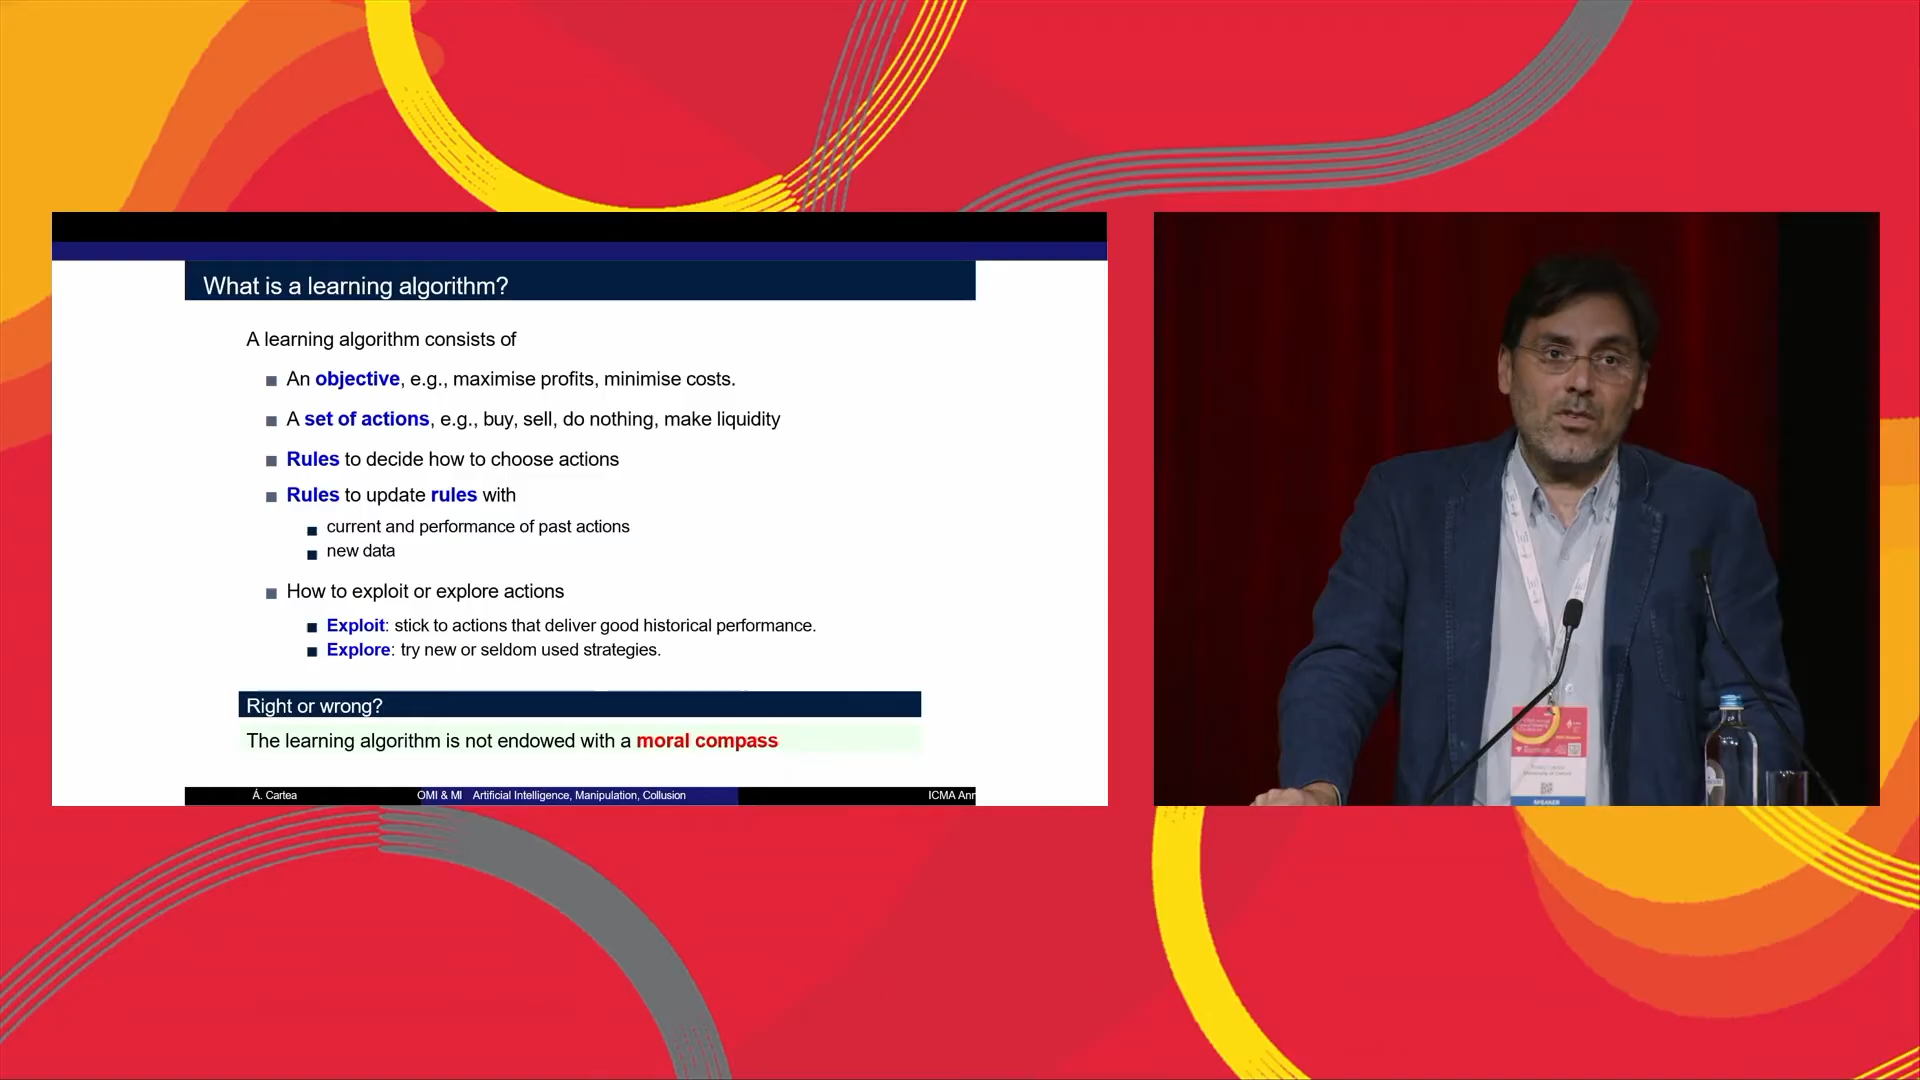 What is a learning algorithm?
A learning algorithm consists of
An objective, e.g., maximise profits, minimise costs.
A set of actions, e.g., buy, sell, do nothing, make liquidity
Rules to decide how to choose actions
Rules to update rules with
current and performance of past actions
new data
How to exploit or explore actions
Exploit: stick to actions that deliver good historical performance.
Explore: try new or seldom used strategies.
Right or wrong?
The learning algorithm is not endowed with a moral compass
Á. Cartea
OMI & MI
Artificial Intelligence, Manipulation, Collusion
ICMA Ann
SPEAKER